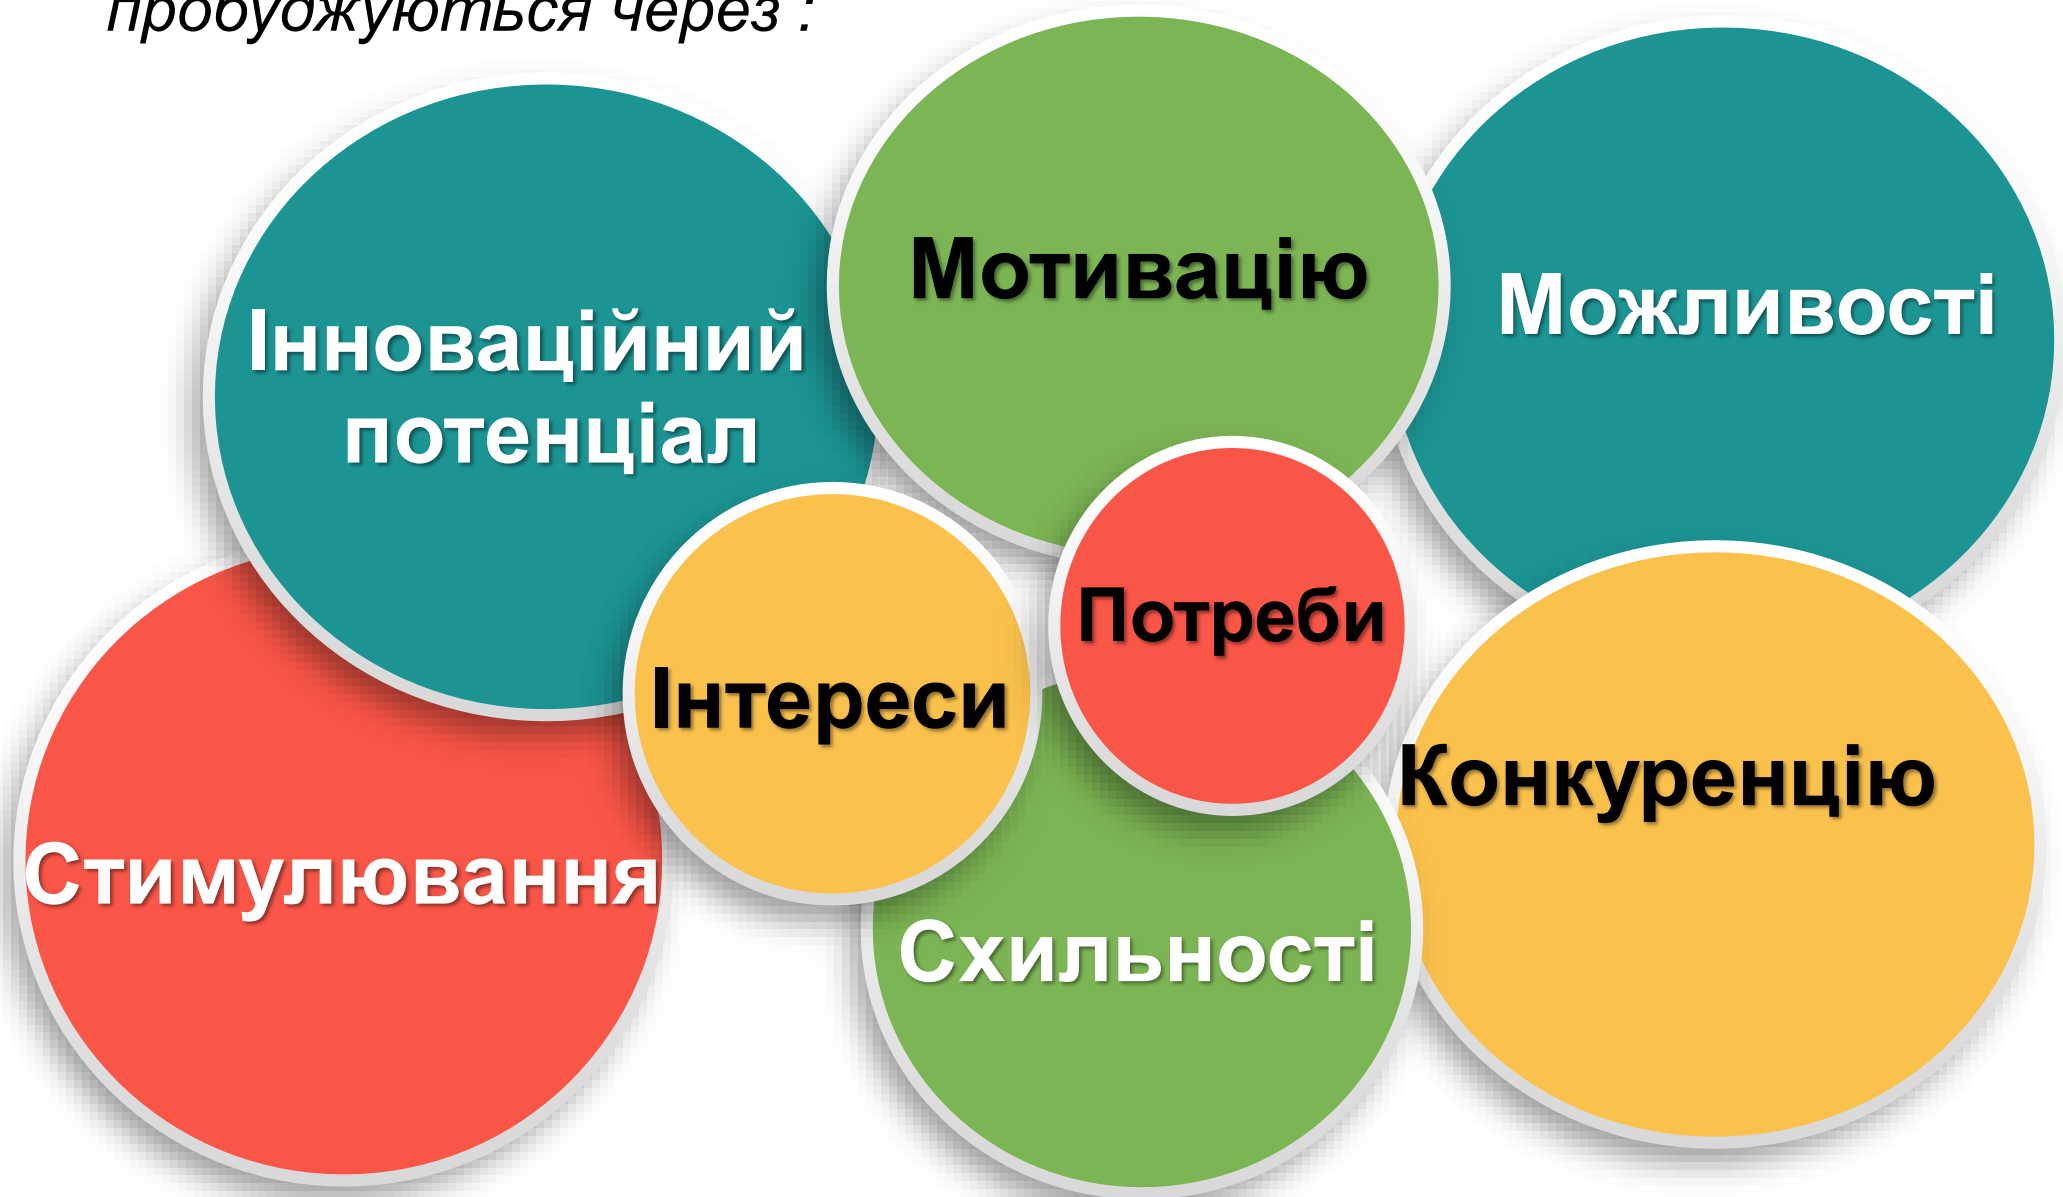 пробуджуються через :
Мотивацію
Можливості
Інноваційний
потенціал
Потреби
Інтереси
Конкуренцію
Стимулювання
Схильності